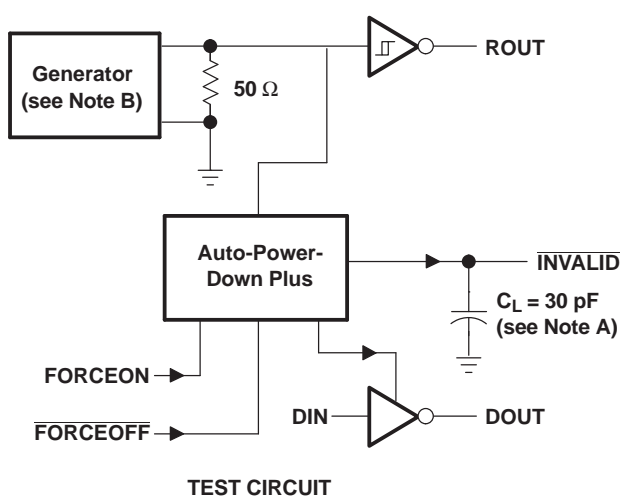 ROUT
Generator
(see Note B)
50 Ω
Auto-Power-
Down Plus
INVALID
CL = 30 pF
(see Note A)
FORCEON
FORCEOFF
DIN
DOUT
TEST CIRCUIT